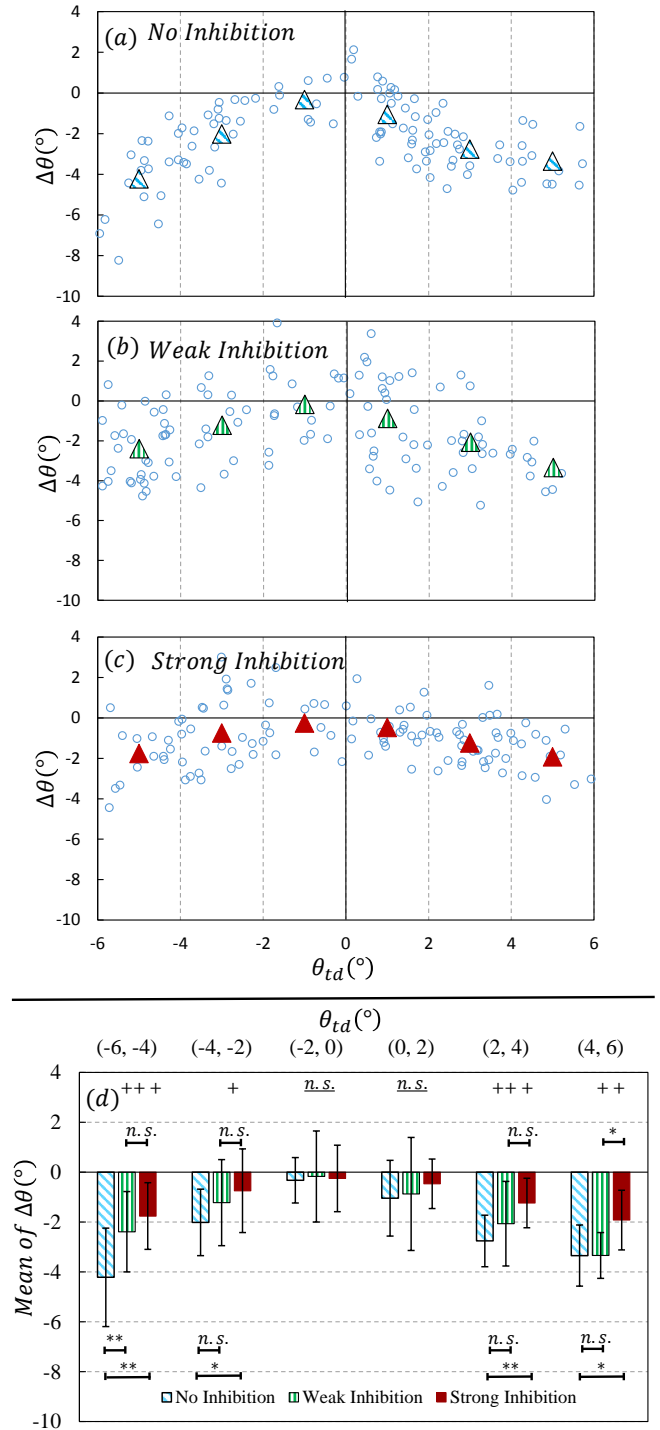 (a) No Inhibition
4
2
0
-2
-4
-6
-8
-10
Δθ(°)
(b) Weak Inhibition
4
2
0
-2
-4
-6
-8
-10
Δθ(°)
(c) Strong Inhibition
4
2
0
-2
-4
-6
-8
-10
Δθ(°)
-6 -4 -2 0 2 4 6
θtd(°)
θtd(°)
(-6, -4) (-4, -2) (-2, 0) (0, 2) (2, 4) (4, 6)
(d) +++ + n.s. n.s. +++ ++
n.s. n.s. n.s. *
4
2
0
-2
-4
-6
-8
-10
Mean of Δθ(°)
** n.s. n.s. n.s.
** * ** *
No Inhibition Weak Inhibition Strong Inhibition